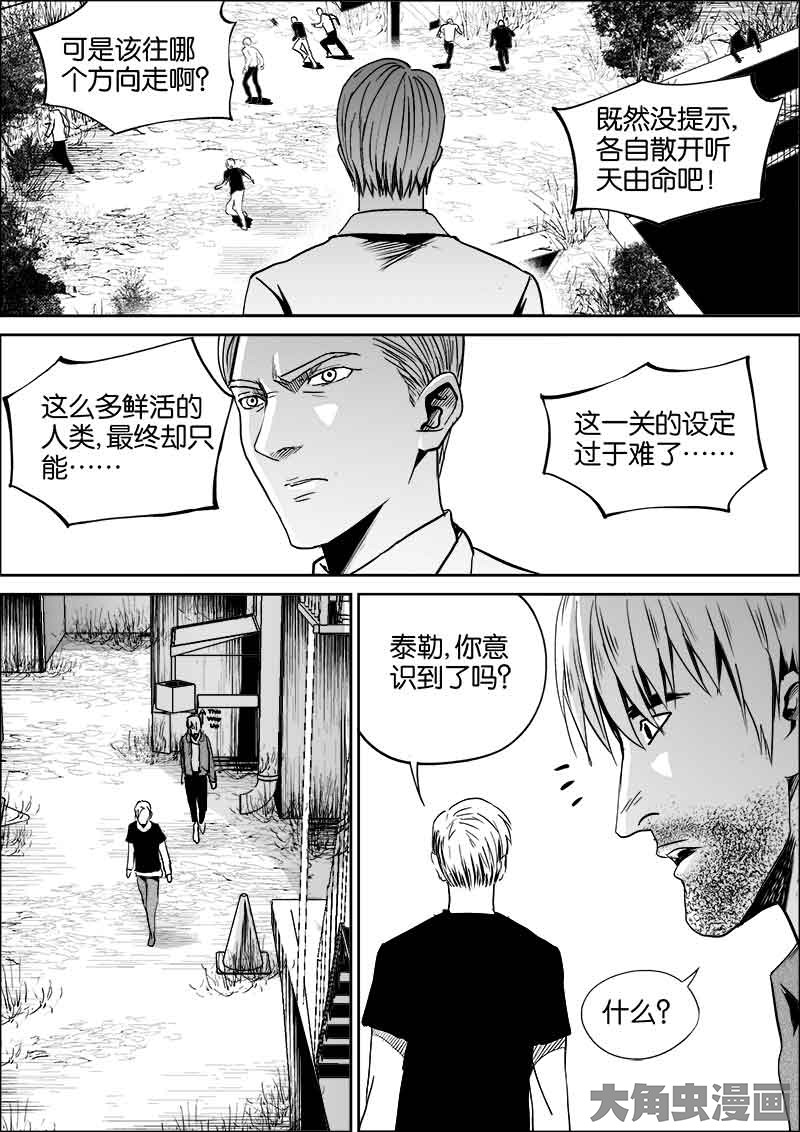 可是该往哪
个方向走啊？
既然没提示，
各自散开听
天由命吧！
这么多鲜活的
人类，最终却只
能……
这一关的设定
过于难了……
This
Way
Up
泰勒，你意
识到了吗？
什么？
大角虫漫画